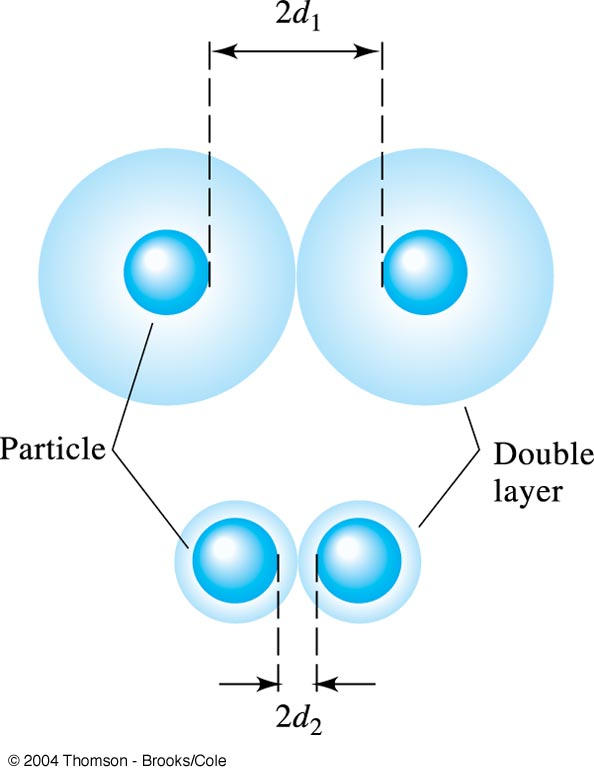 2d₁
Particle
Double
layer
2d₂
© 2004 Thomson - Brooks/Cole